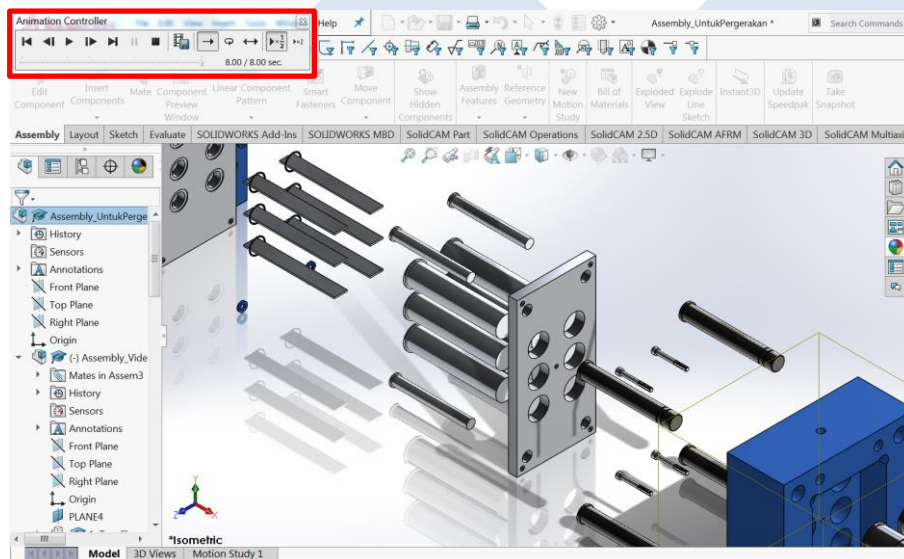 Animation Controller
Help
Assembly_UntukPergerakan *
Search Commands
8.00 / 8.00 sec.
Edit Component
Insert Components
Mate
Component Preview Window
Linear Component Pattern
Smart Fasteners
Move Component
Show Hidden Components
Assembly Features
Reference Geometry
New Motion Study
Bill of Materials
Exploded View
Explode Line Sketch
Instant3D
Update Speedpak
Take Snapshot
Assembly Layout Sketch Evaluate SOLIDWORKS Add-Ins SOLIDWORKS MBD SolidCAM Part SolidCAM Operations SolidCAM 2.5D SolidCAM AFRM SolidCAM 3D SolidCAM Multiaxi
Assembly_UntukPerge
History
Sensors
Annotations
Front Plane
Top Plane
Right Plane
Origin
(-) Assembly_Vide
Mates in Assem3
History
Sensors
Annotations
Front Plane
Top Plane
Right Plane
Origin
PLANE4
Y
Z
X
*Isometric
Model 3D Views Motion Study 1